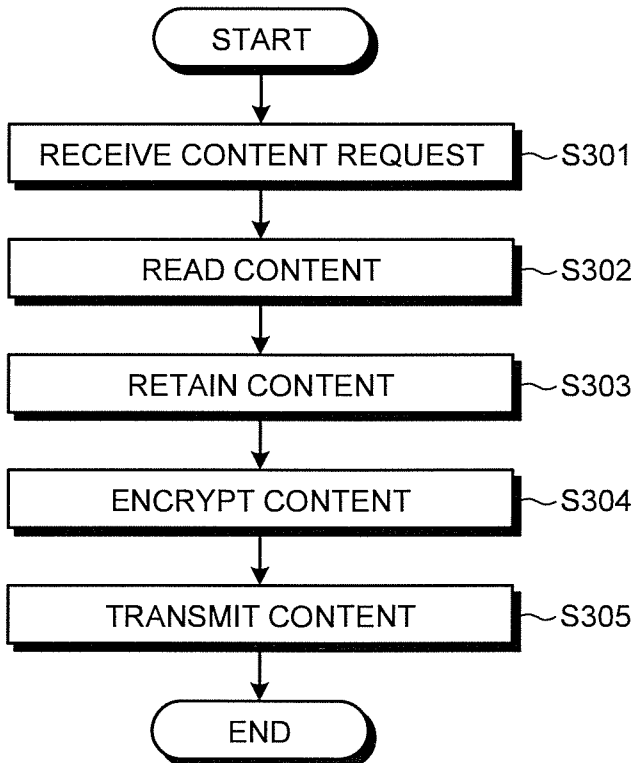 START
RECEIVE CONTENT REQUEST S301
READ CONTENT S302
RETAIN CONTENT S303
ENCRYPT CONTENT S304
TRANSMIT CONTENT S305
END